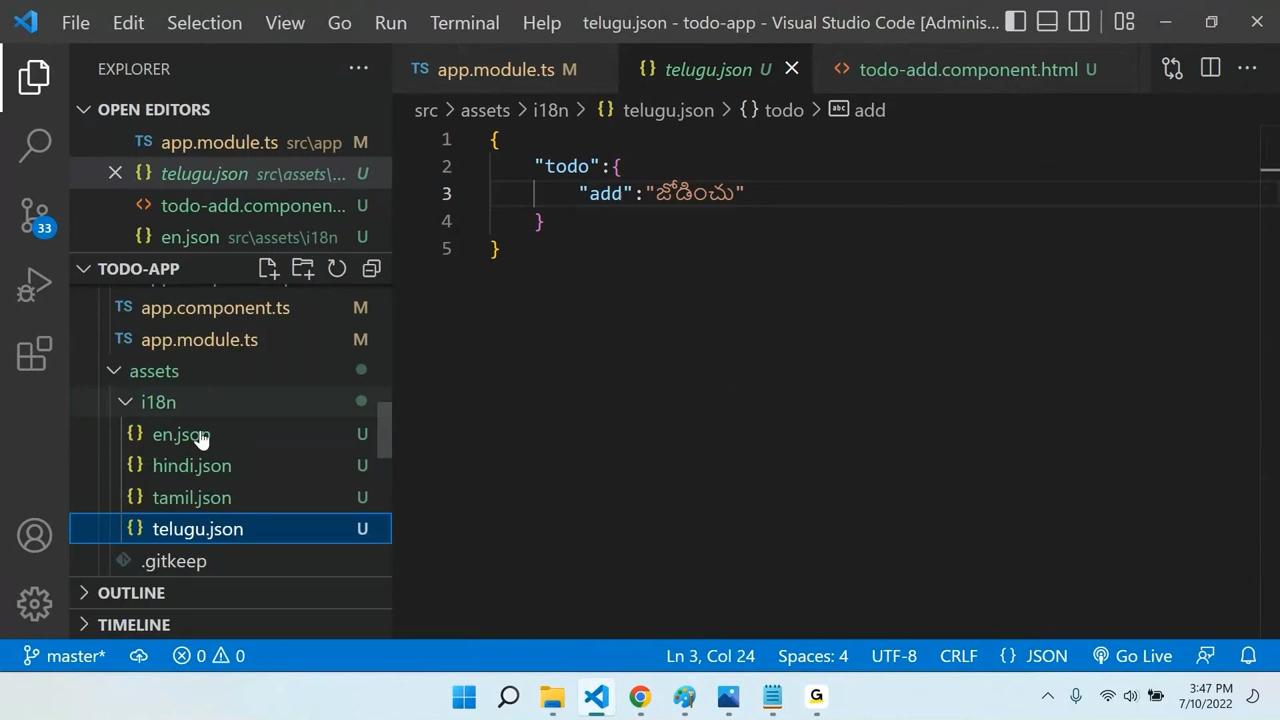 File Edit Selection View Go Run Terminal Help telugu.json - todo-app - Visual Studio Code [Adminis...
EXPLORER
app.module.ts M telugu.json U todo-add.component.html U
OPEN EDITORS
src assets i18n telugu.json todo add
app.module.ts src\app M
telugu.json src\assets\... U
todo-add.componen... U
en.json src\assets\i18n U
1 {
2 "todo":{
3 "add":"జోడించు"
4 }
5 }
33
TODO-APP
TS app.component.ts M
TS app.module.ts M
assets
i18n
en.json U
hindi.json U
tamil.json U
telugu.json U
.gitkeep
OUTLINE
TIMELINE
master* 0 0 Ln 3, Col 24 Spaces: 4 UTF-8 CRLF {} JSON Go Live
3:47 PM
7/10/2022